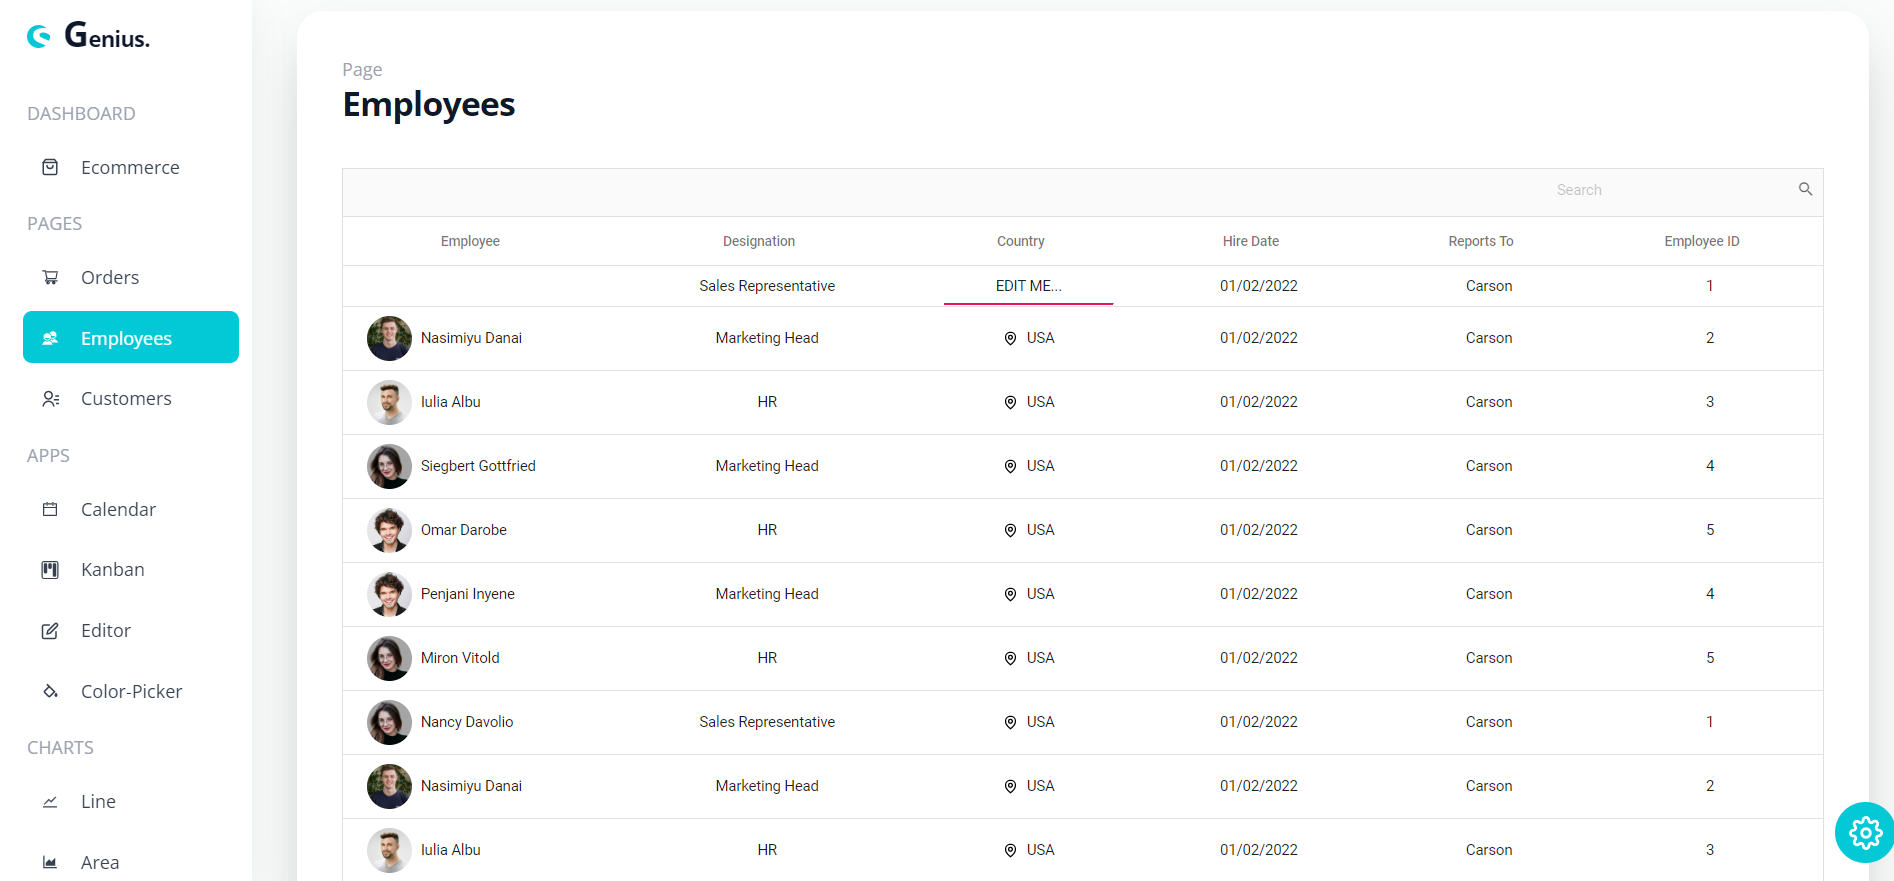 Genius.
DASHBOARD
Ecommerce
PAGES
Orders
Employees
Customers
APPS
Calendar
Kanban
Editor
Color-Picker
CHARTS
Line
Area
Page
Employees
Search
Employee Designation Country Hire Date Reports To Employee ID
Sales Representative EDIT ME... 01/02/2022 Carson 1
Nasimiyu Danai Marketing Head USA 01/02/2022 Carson 2
Iulia Albu HR USA 01/02/2022 Carson 3
Siegbert Gottfried Marketing Head USA 01/02/2022 Carson 4
Omar Darobe HR USA 01/02/2022 Carson 5
Penjani Inyene Marketing Head USA 01/02/2022 Carson 4
Miron Vitold HR USA 01/02/2022 Carson 5
Nancy Davolio Sales Representative USA 01/02/2022 Carson 1
Nasimiyu Danai Marketing Head USA 01/02/2022 Carson 2
Iulia Albu HR USA 01/02/2022 Carson 3